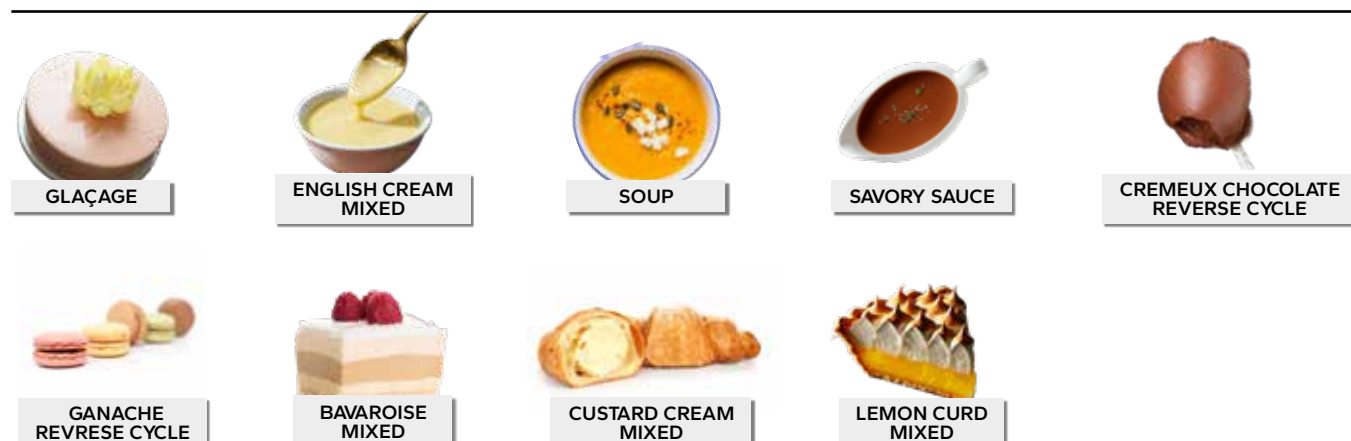 GLAÇAGE
ENGLISH CREAM
MIXED
SOUP
SAVORY SAUCE
CREMEUX CHOCOLATE
REVERSE CYCLE
GANACHE
REVRESE CYCLE
BAVAROISE
MIXED
CUSTARD CREAM
MIXED
LEMON CURD
MIXED